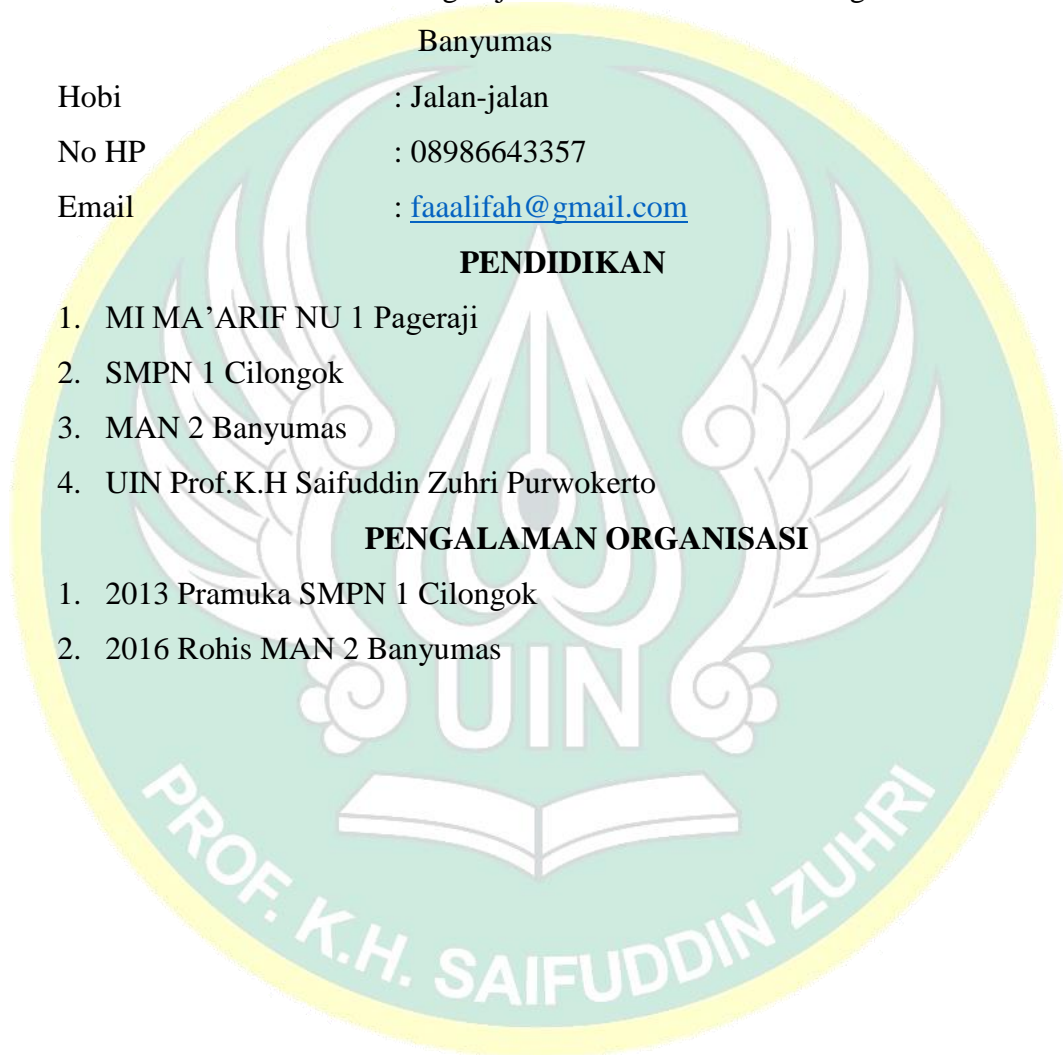 Banyumas
Hobi : Jalan-jalan
No HP : 08986643357
Email : faaalifah@gmail.com
PENDIDIKAN
1. MI MA’ARIF NU 1 Pageraji
2. SMPN 1 Cilongok
3. MAN 2 Banyumas
4. UIN Prof.K.H Saifuddin Zuhri Purwokerto
PENGALAMAN ORGANISASI
1. 2013 Pramuka SMPN 1 Cilongok
2. 2016 Rohis MAN 2 Banyumas
UIN
PROF. K.H. SAIFUDDIN ZUHRI